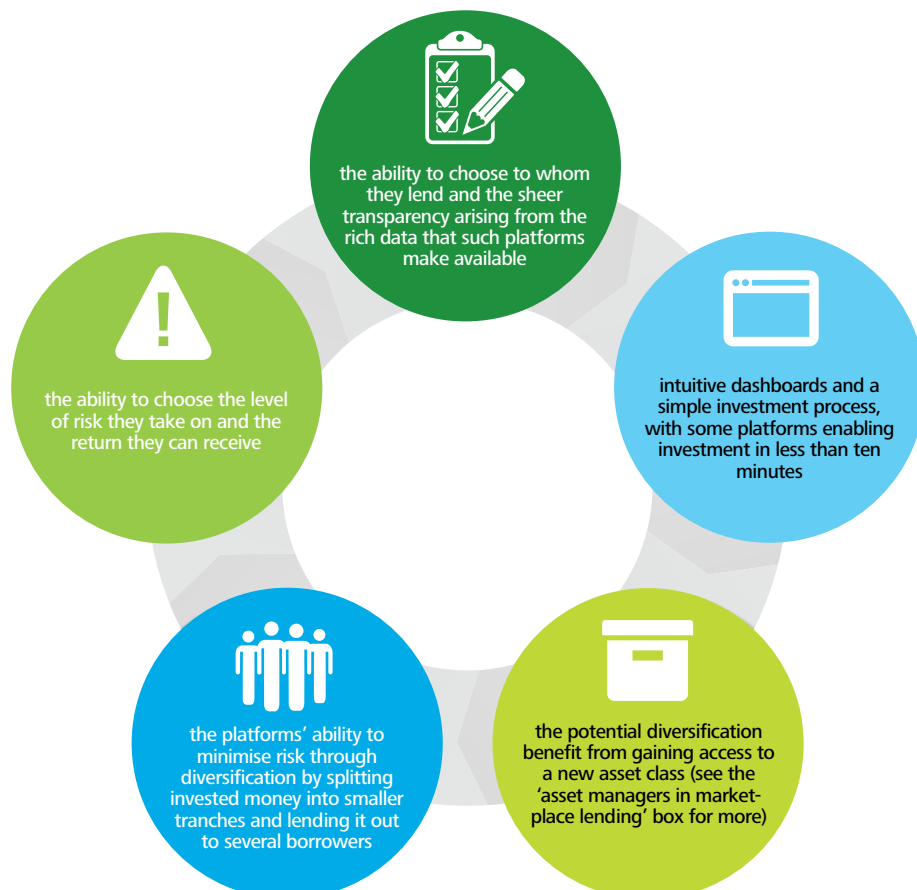 the ability to choose to whom
they lend and the sheer
transparency arising from the
rich data that such platforms
make available
intuitive dashboards and a
simple investment process,
with some platforms enabling
investment in less than ten
minutes
the potential diversification
benefit from gaining access to
a new asset class (see the
‘asset managers in market-
place lending’ box for more)
the platforms’ ability to
minimise risk through
diversification by splitting
invested money into smaller
tranches and lending it out
to several borrowers
the ability to choose the level
of risk they take on and the
return they can receive